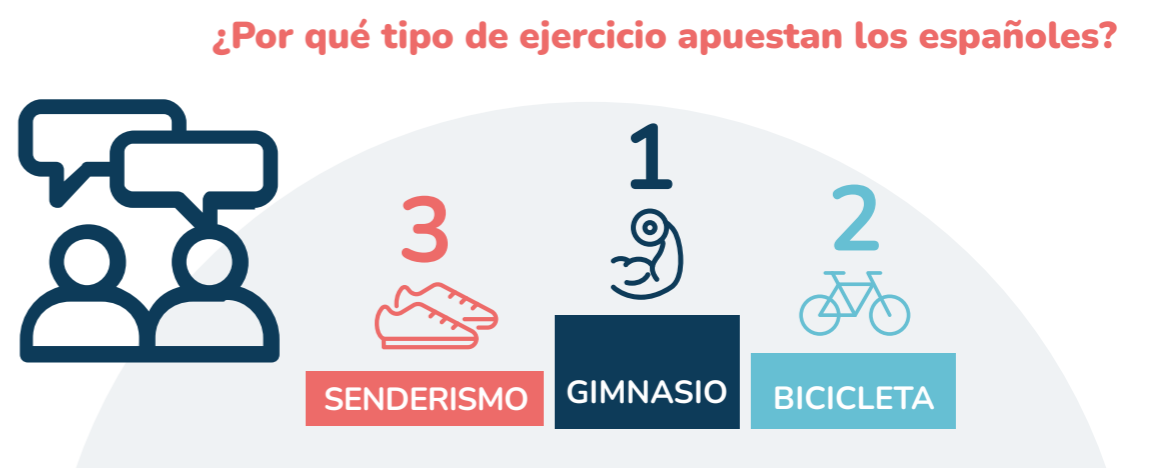 ¿Por qué tipo de ejercicio apuestan los españoles?
1
2
3
SENDERISMO
GIMNASIO
BICICLETA